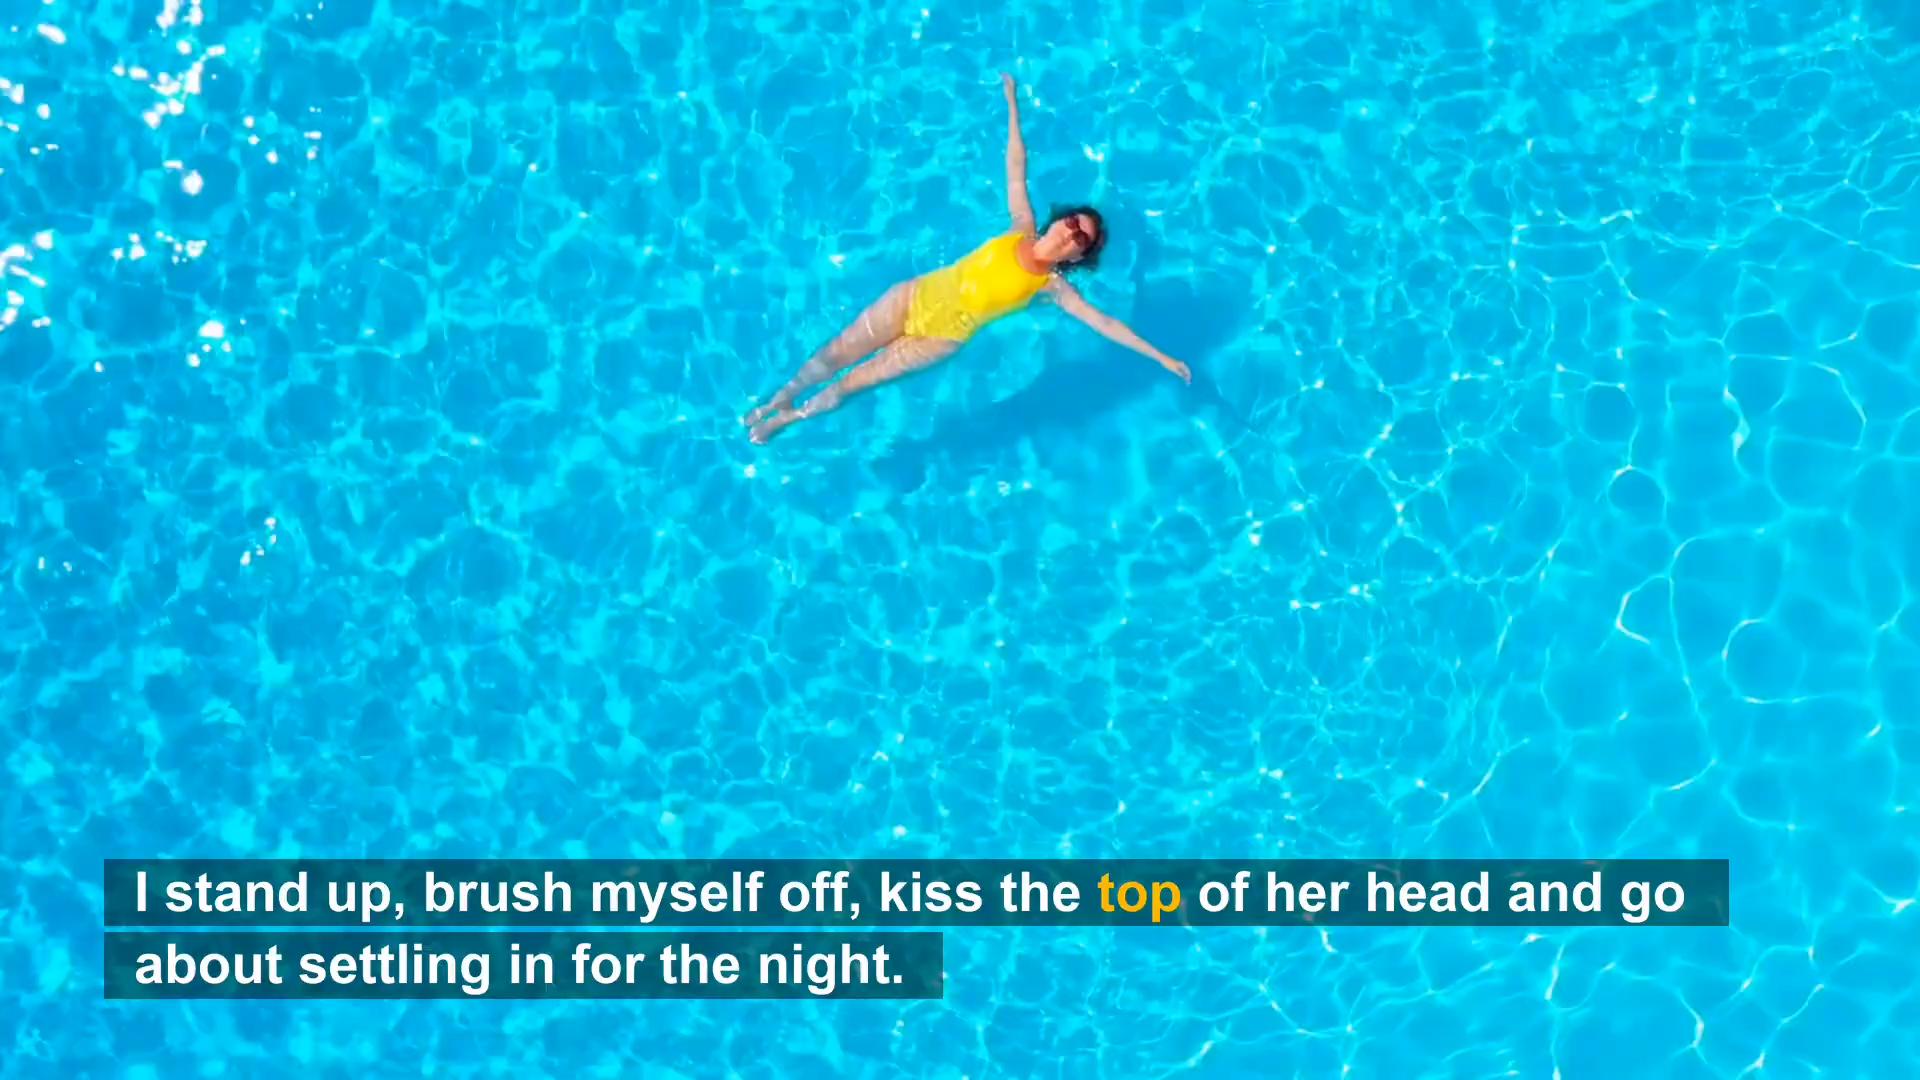 I stand up, brush myself off, kiss the top of her head and go
about settling in for the night.